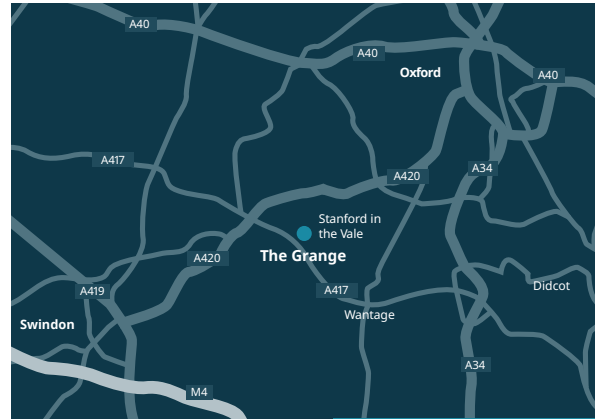 A40
A40
Oxford
A40
A417
A34
A420
Stanford in
the Vale
The Grange
A420
A417
Didcot
A419
Wantage
Swindon
A34
M4